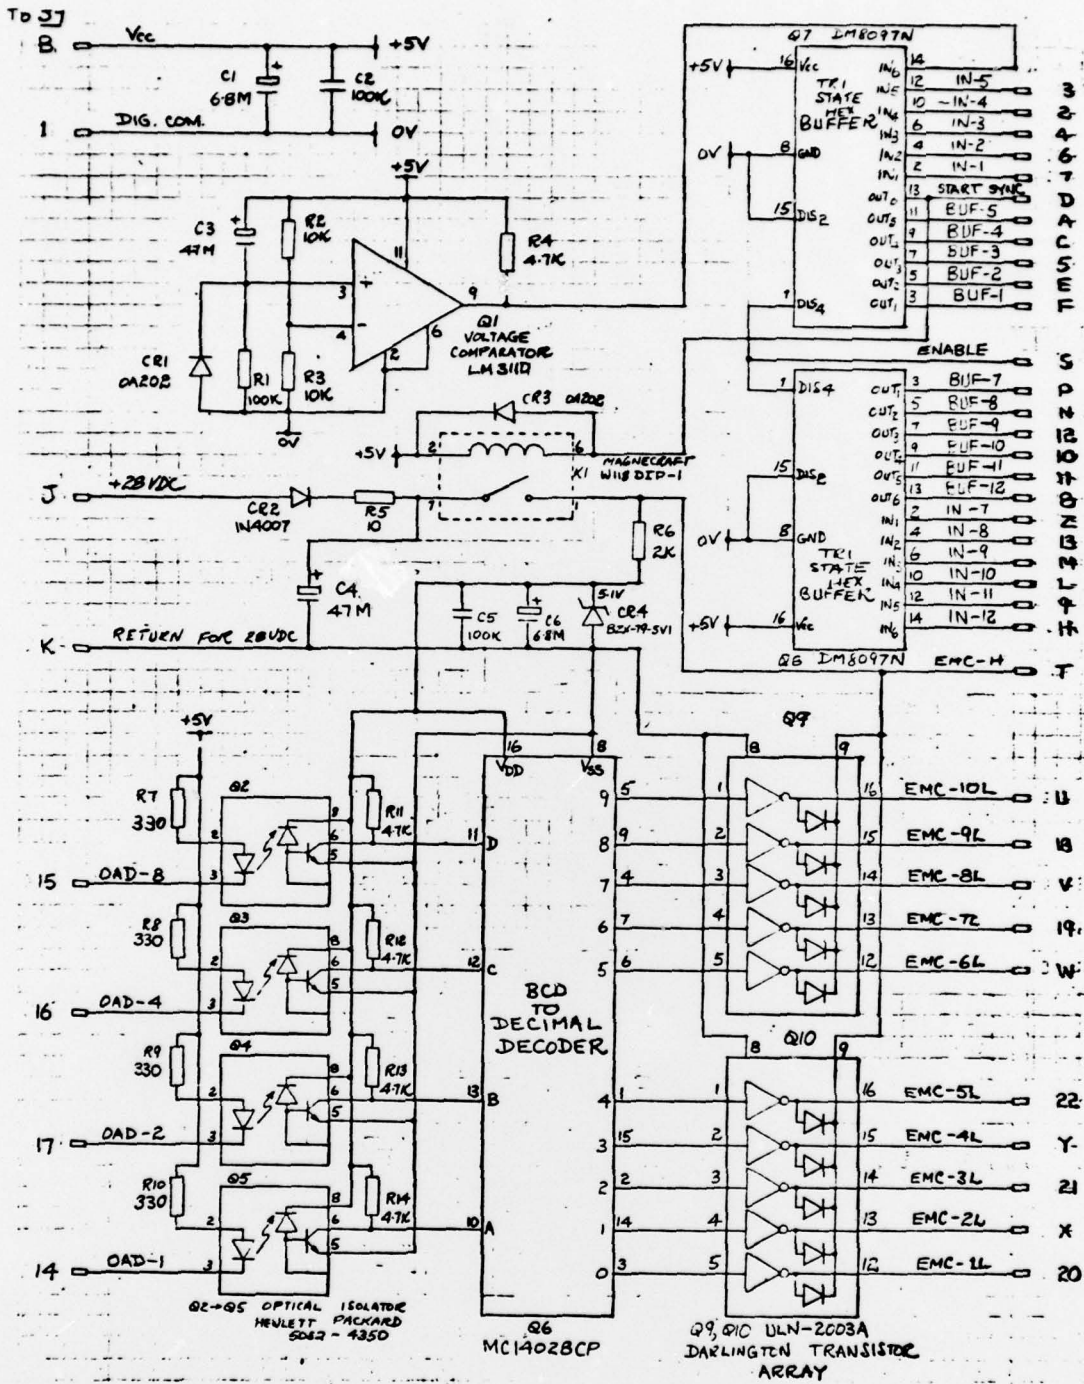 TO J7
B. Vcc +5V
C1 6.8M
C2 100K
1 DIG. COM. 0V
+5V
C3 47M
R2 10K
R4 4.7K
3 +
4 -
11
9
6
2
Q1
VOLTAGE
COMPARATOR
LM311D
CR1
OA202
R1
100K
R3
10K
0V
CR3 OA202
+5V 2 6
MAGNECRAFT
W118 DIP-1
K1
7 1
J +28VDC
CR2
1N4007
R5
10
R6
2K
C4
47M
C5
100K
C6
6.8M
5.1V
CR4
BZX-79-5V1
K RETURN FOR 28VDC
Q7 DM8097N
+5V 16 Vcc
TRI
STATE
HEX
BUFFER
0V 8 GND
15 DIS2
1 DIS4
IN6 14
IN5 12 IN-5 3
IN4 10 -IN-4 2
IN3 6 IN-3 4
IN2 4 IN-2 6
IN1 2 IN-1 7
OUT6 13 START SYNC D
OUT5 11 BUF-5 A
OUT4 9 BUF-4 C
OUT3 7 BUF-3 5
OUT2 5 BUF-2 E
OUT1 3 BUF-1 F
ENABLE S
1 DIS4
15 DIS2
0V 8 GND
TRI
STATE
HEX
BUFFER
+5V 16 Vcc
OUT1 3 BUF-7 P
OUT2 5 BUF-8 N
OUT3 7 BUF-9 12
OUT4 9 BUF-10 10
OUT5 11 BUF-11
OUT6 13 BUF-12 8
IN1 2 IN-7
IN2 4 IN-8 13
IN3 6 IN-9 M
IN4 10 IN-10 L
IN5 12 IN-11 9
IN6 14 IN-12 H
Q8 DM8097N
EMC-H T
+5V
R7
330
Q2
2
3
8
6
5
R11
4.7K
15 OAD-8
R8
330
Q3
2
3
8
6
5
R12
4.7K
16 OAD-4
R9
330
Q4
2
3
8
6
5
R13
4.7K
17 OAD-2
R10
330
Q5
2
3
8
6
5
R14
4.7K
14 OAD-1
Q2→Q5 OPTICAL ISOLATOR
HEWLETT PACKARD
5082-4350
16 8
VDD VSS
11 D
12 C
13 B
10 A
BCD
TO
DECIMAL
DECODER
9 5
8 9
7 4
6 7
5 6
4 1
3 15
2 2
1 14
0 3
Q6
MC14028CP
Q9
8 9
1 16 EMC-10L U
2 15 EMC-9L 18
3 14 EMC-8L V
4 13 EMC-7L 19
5 12 EMC-6L W
Q10
8 9
1 16 EMC-5L 22
2 15 EMC-4L Y
3 14 EMC-3L 21
4 13 EMC-2L X
5 12 EMC-1L 20
Q9, Q10 ULN-2003A
DARLINGTON TRANSISTOR
ARRAY